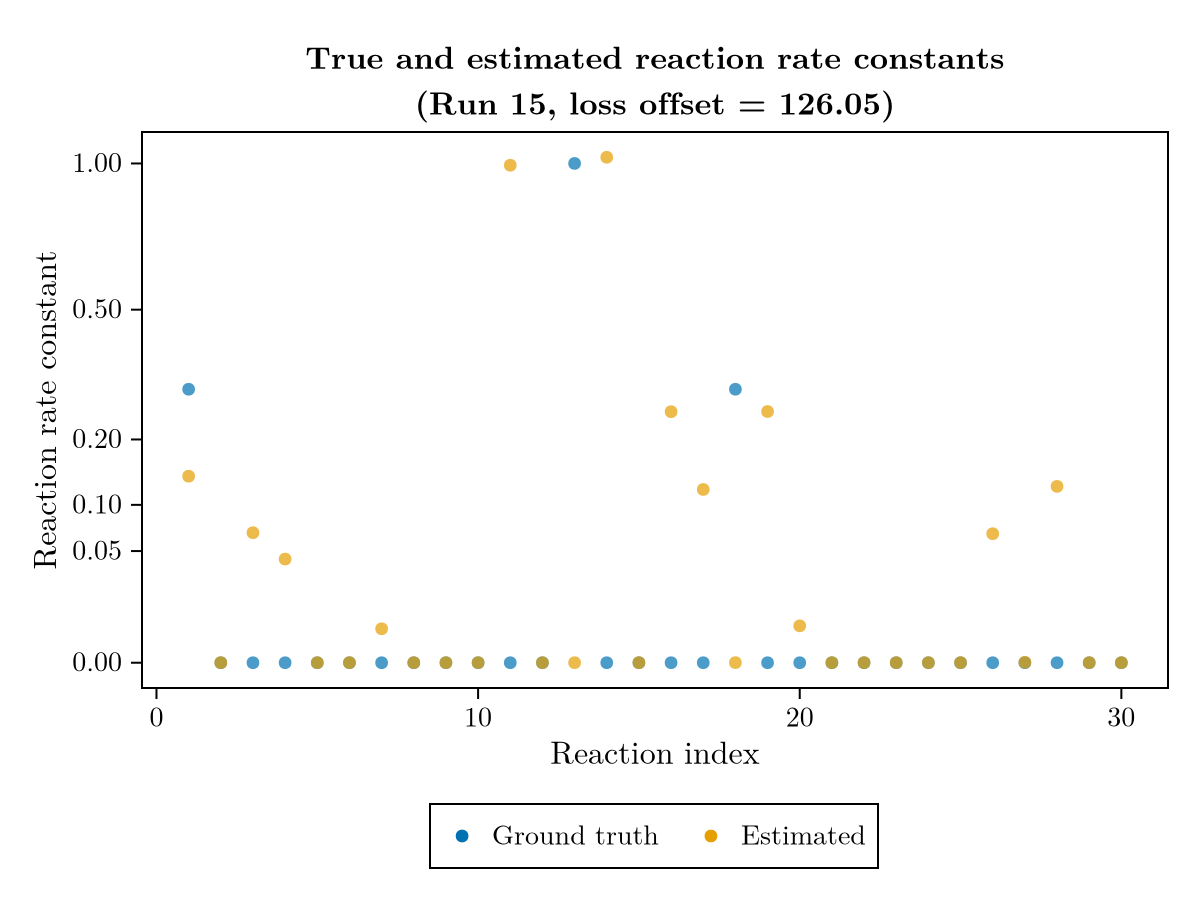 True and estimated reaction rate constants
(Run 15, loss offset = 126.05)
Reaction rate constant
1.00
0.50
0.20
0.10
0.05
0.00
0 10 20 30
Reaction index
Ground truth Estimated